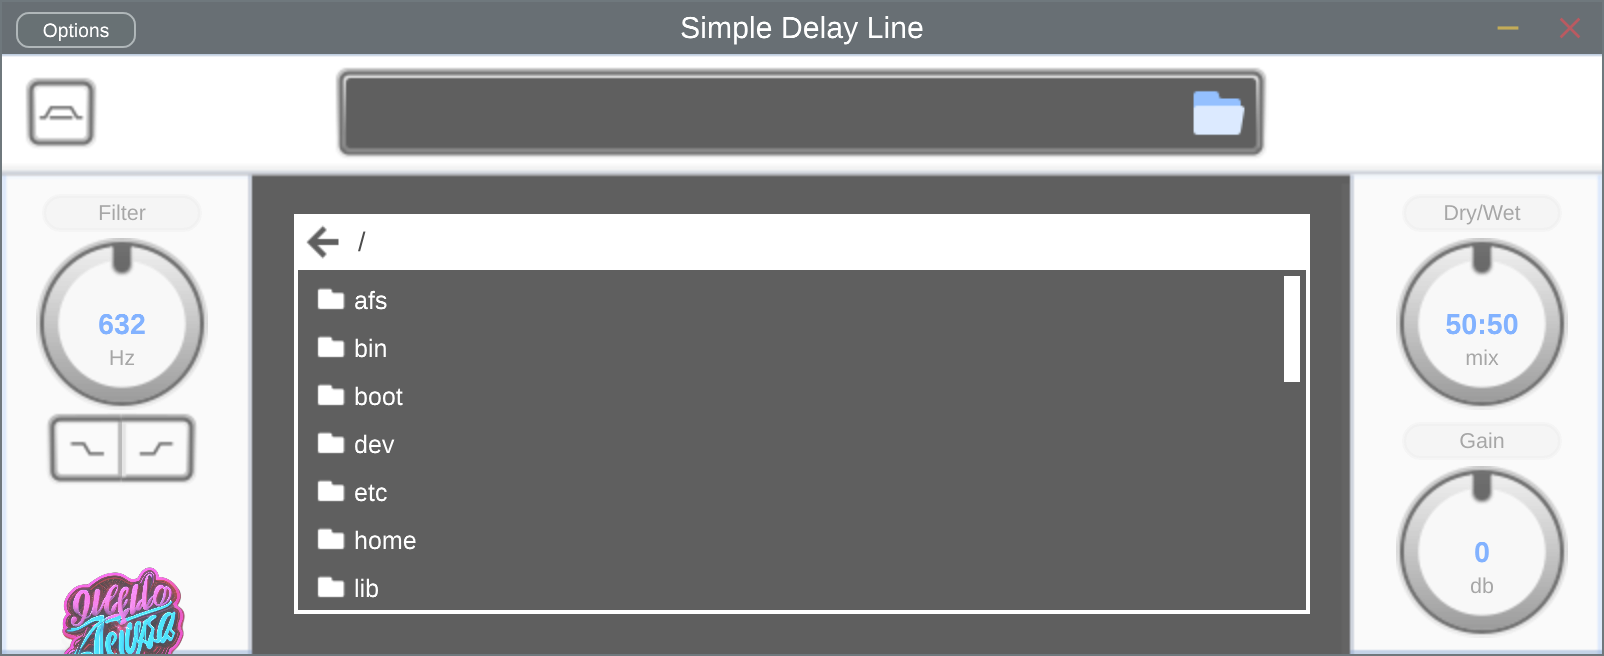 Options
Simple Delay Line
Filter
632
Hz
/
afs
bin
boot
dev
etc
home
lib
Dry/Wet
50:50
mix
Gain
0
db